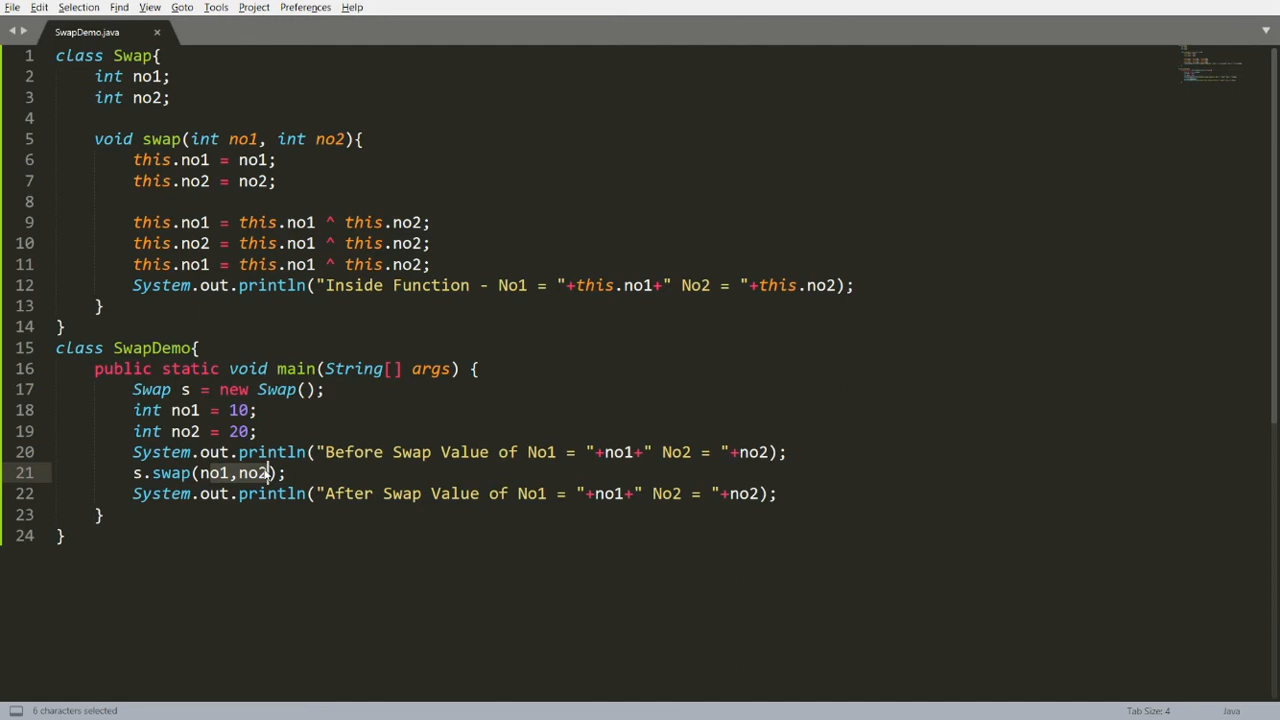 File Edit Selection Find View Goto Tools Project Preferences Help
SwapDemo.java ×
1 class Swap{
2 int no1;
3 int no2;
4
5 void swap(int no1, int no2){
6 this.no1 = no1;
7 this.no2 = no2;
8
9 this.no1 = this.no1 ^ this.no2;
10 this.no2 = this.no1 ^ this.no2;
11 this.no1 = this.no1 ^ this.no2;
12 System.out.println("Inside Function - No1 = "+this.no1+" No2 = "+this.no2);
13 }
14 }
15 class SwapDemo{
16 public static void main(String[] args) {
17 Swap s = new Swap();
18 int no1 = 10;
19 int no2 = 20;
20 System.out.println("Before Swap Value of No1 = "+no1+" No2 = "+no2);
21 s.swap(no1,no2);
22 System.out.println("After Swap Value of No1 = "+no1+" No2 = "+no2);
23 }
24 }
6 characters selected Tab Size: 4 Java